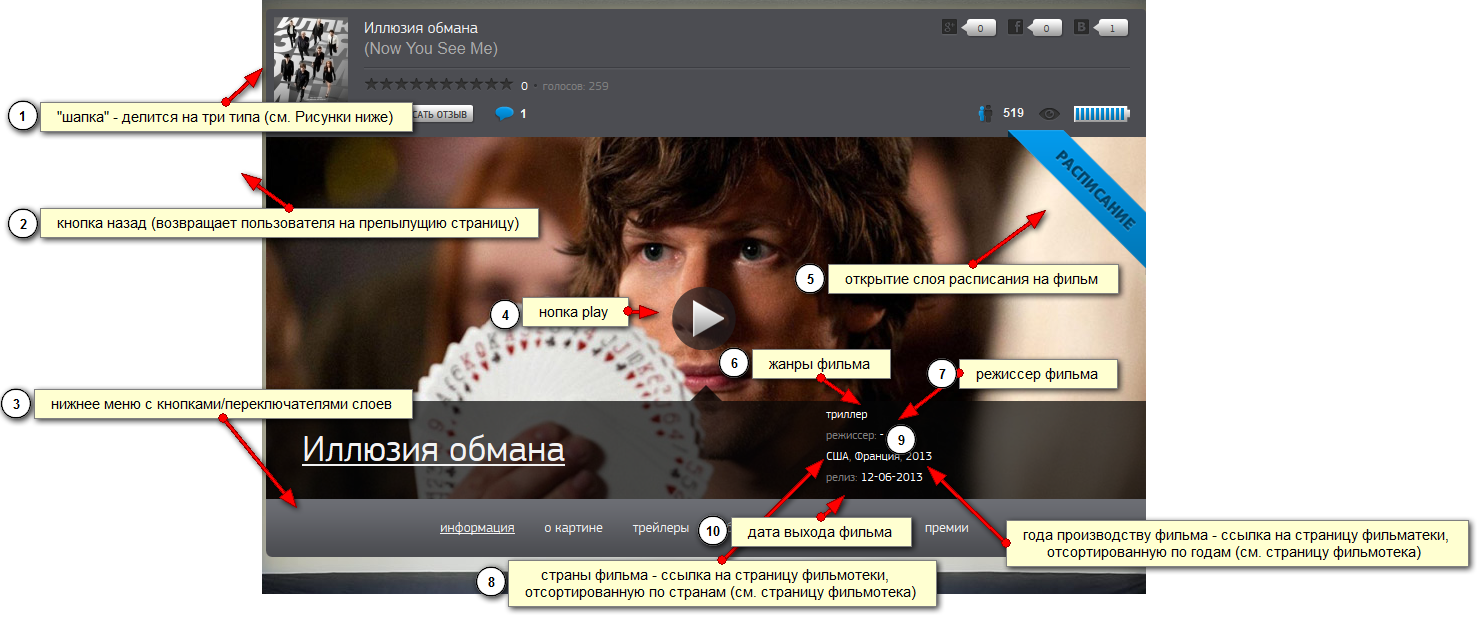 Иллюзия обмана
(Now You See Me)
0
0
1
0 · голосов: 259
1
"шапка" - делится на три типа (см. Рисунки ниже)
САТЬ ОТЗЫВ
1
519
РАСПИСАНИЕ
2
кнопка назад (возвращает пользователя на прелыпущию страницу)
5
открытие слоя расписания на фильм
4
нопка play
6
жанры фильма
7
режиссер фильма
3
нижнее меню с кнопками/переключателями слоев
триллер
режиссер: -
9
Иллюзия обмана
США, Франция, 2013
релиз: 12-06-2013
информация
о картине
трейлеры
10
дата выхода фильма
премии
года производству фильма - ссылка на страницу фильматеки,
отсортированную по годам (см. страницу фильмотека)
8
страны фильма - ссылка на страницу фильмотеки,
отсортированную по странам (см. страницу фильмотека)